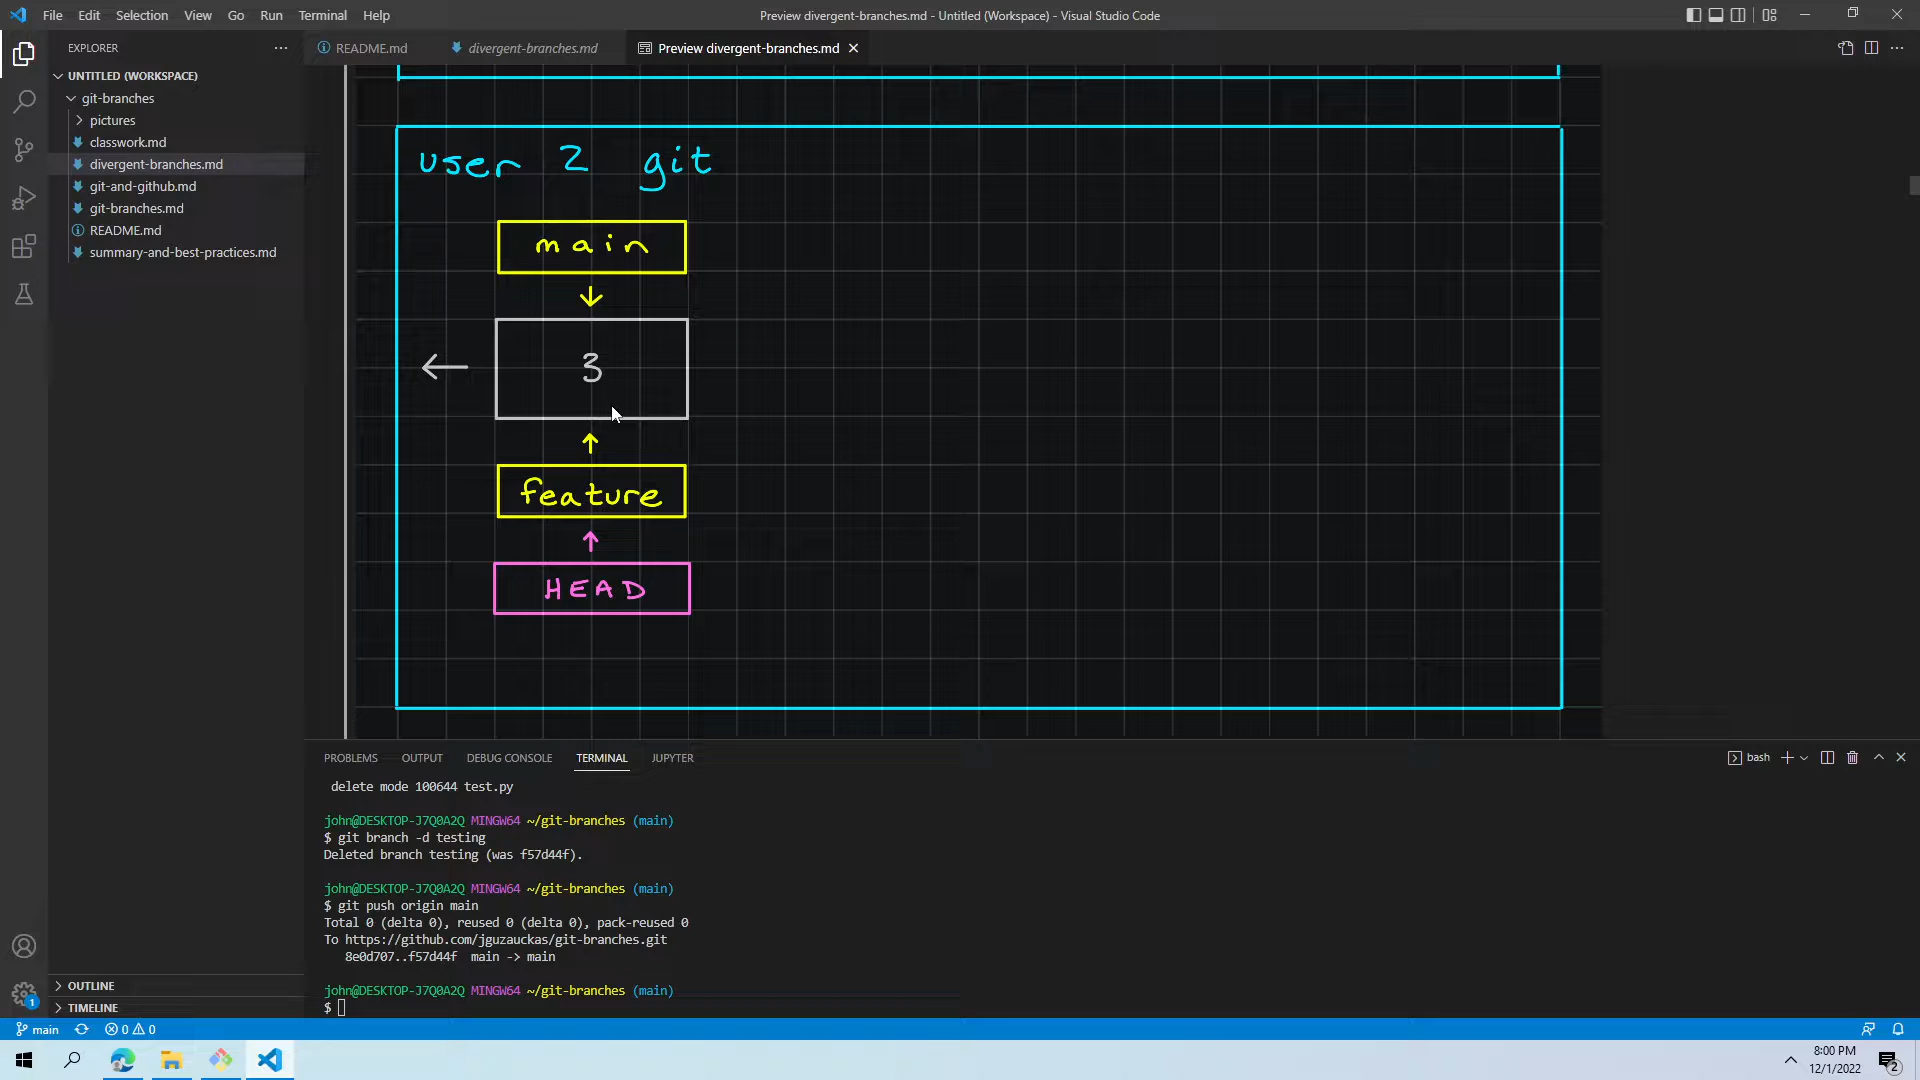 File Edit Selection View Go Run Terminal Help
Preview divergent-branches.md - Untitled (Workspace) - Visual Studio Code
EXPLORER
README.md
divergent-branches.md
Preview divergent-branches.md
UNTITLED (WORKSPACE)
git-branches
pictures
classwork.md
divergent-branches.md
git-and-github.md
git-branches.md
README.md
summary-and-best-practices.md
OUTLINE
TIMELINE
user 2 git
main
3
feature
HEAD
PROBLEMS OUTPUT DEBUG CONSOLE TERMINAL JUPYTER
bash
delete mode 100644 test.py
john@DESKTOP-J7Q0A2Q MINGW64 ~/git-branches (main)
$ git branch -d testing
Deleted branch testing (was f57d44f).
john@DESKTOP-J7Q0A2Q MINGW64 ~/git-branches (main)
$ git push origin main
Total 0 (delta 0), reused 0 (delta 0), pack-reused 0
To https://github.com/jguzauckas/git-branches.git
8e0d707..f57d44f main -> main
john@DESKTOP-J7Q0A2Q MINGW64 ~/git-branches (main)
$
1
main
0 0
8:00 PM
12/1/2022
2